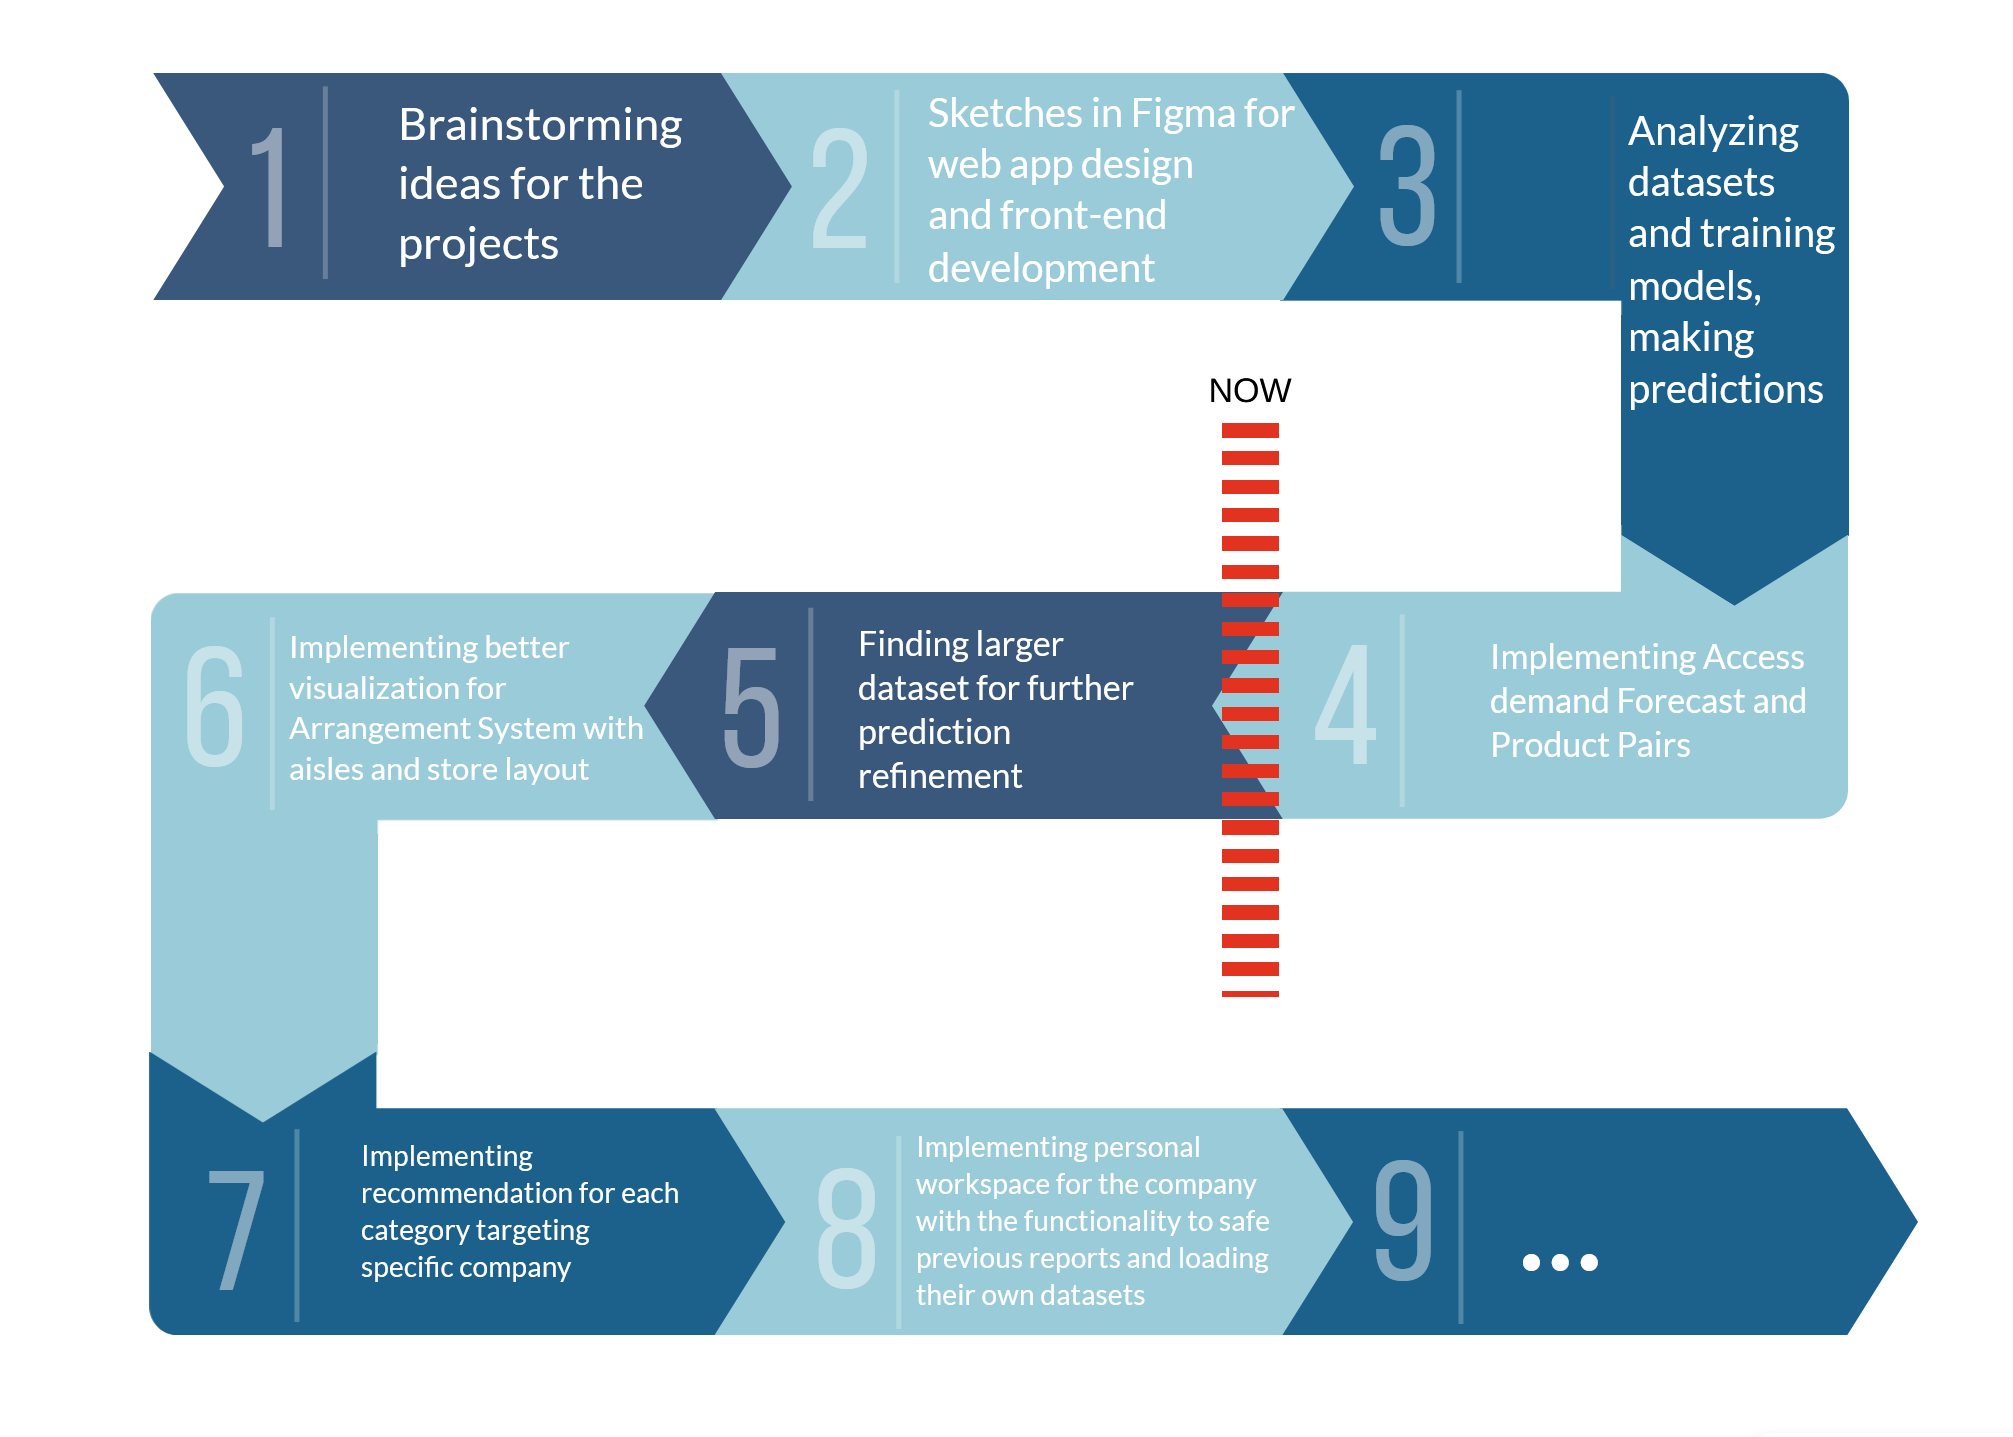 1
Brainstorming
ideas for the
projects
2
Sketches in Figma for
web app design
and front-end
development
3
Analyzing
datasets
and training
models,
making
predictions
NOW
4
Implementing Access
demand Forecast and
Product Pairs
5
Finding larger
dataset for further
prediction
refinement
6
Implementing better
visualization for
Arrangement System with
aisles and store layout
7
Implementing
recommendation for each
category targeting
specific company
8
Implementing personal
workspace for the company
with the functionality to safe
previous reports and loading
their own datasets
9
...